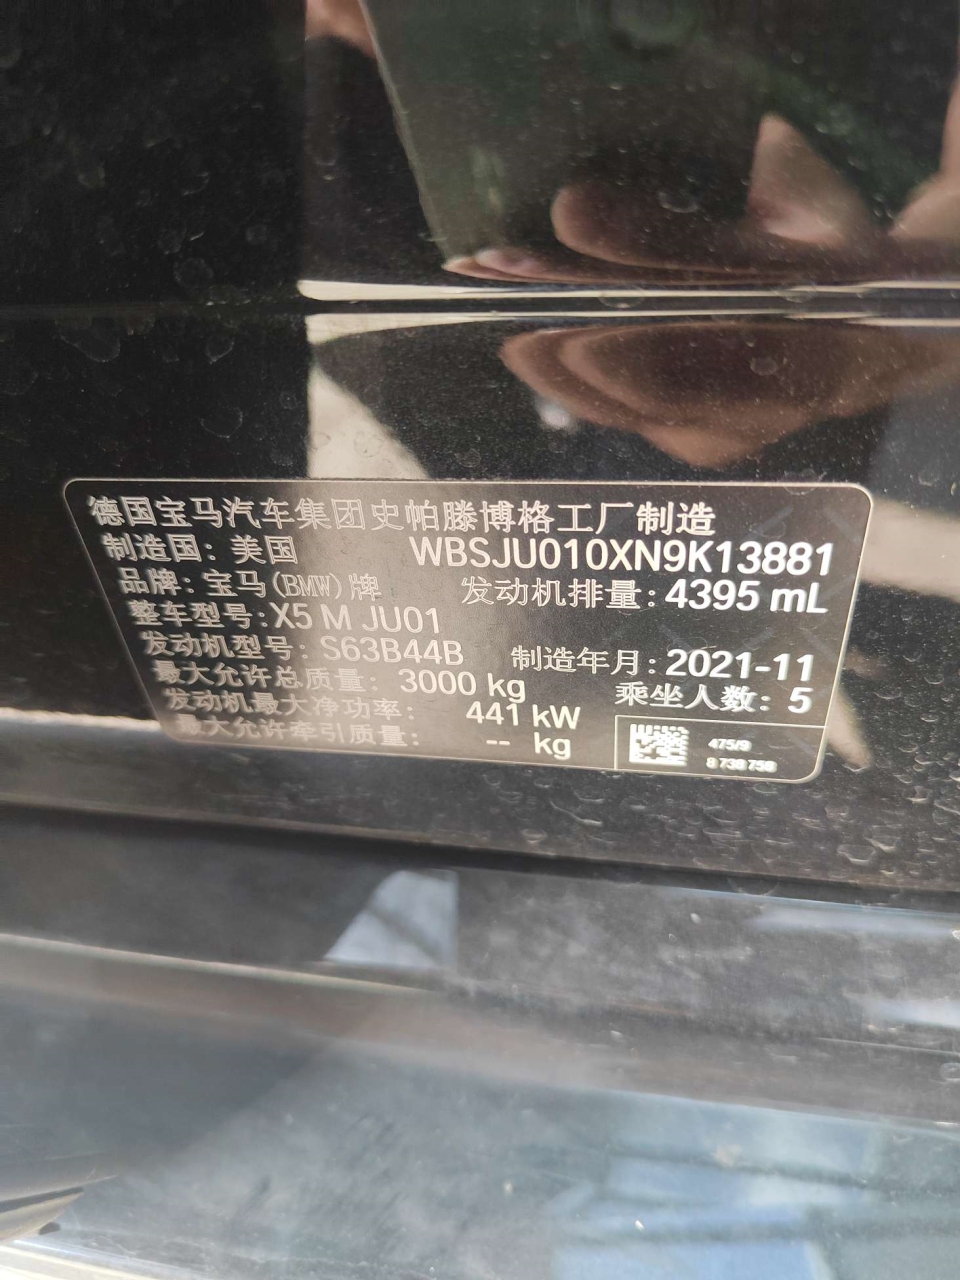 德国宝马汽车集团史帕滕博格工厂制造
制造国：美国 WBSJU010XN9K13881
品牌：宝马(BMW)牌 发动机排量：4395 mL
整车型号：X5 M JU01
发动机型号：S63B44B 制造年月：2021-11
最大允许总质量：3000 kg 乘坐人数：5
发动机最大净功率：441 kW
最大允许牵引质量：-- kg
475/9
8 738 758